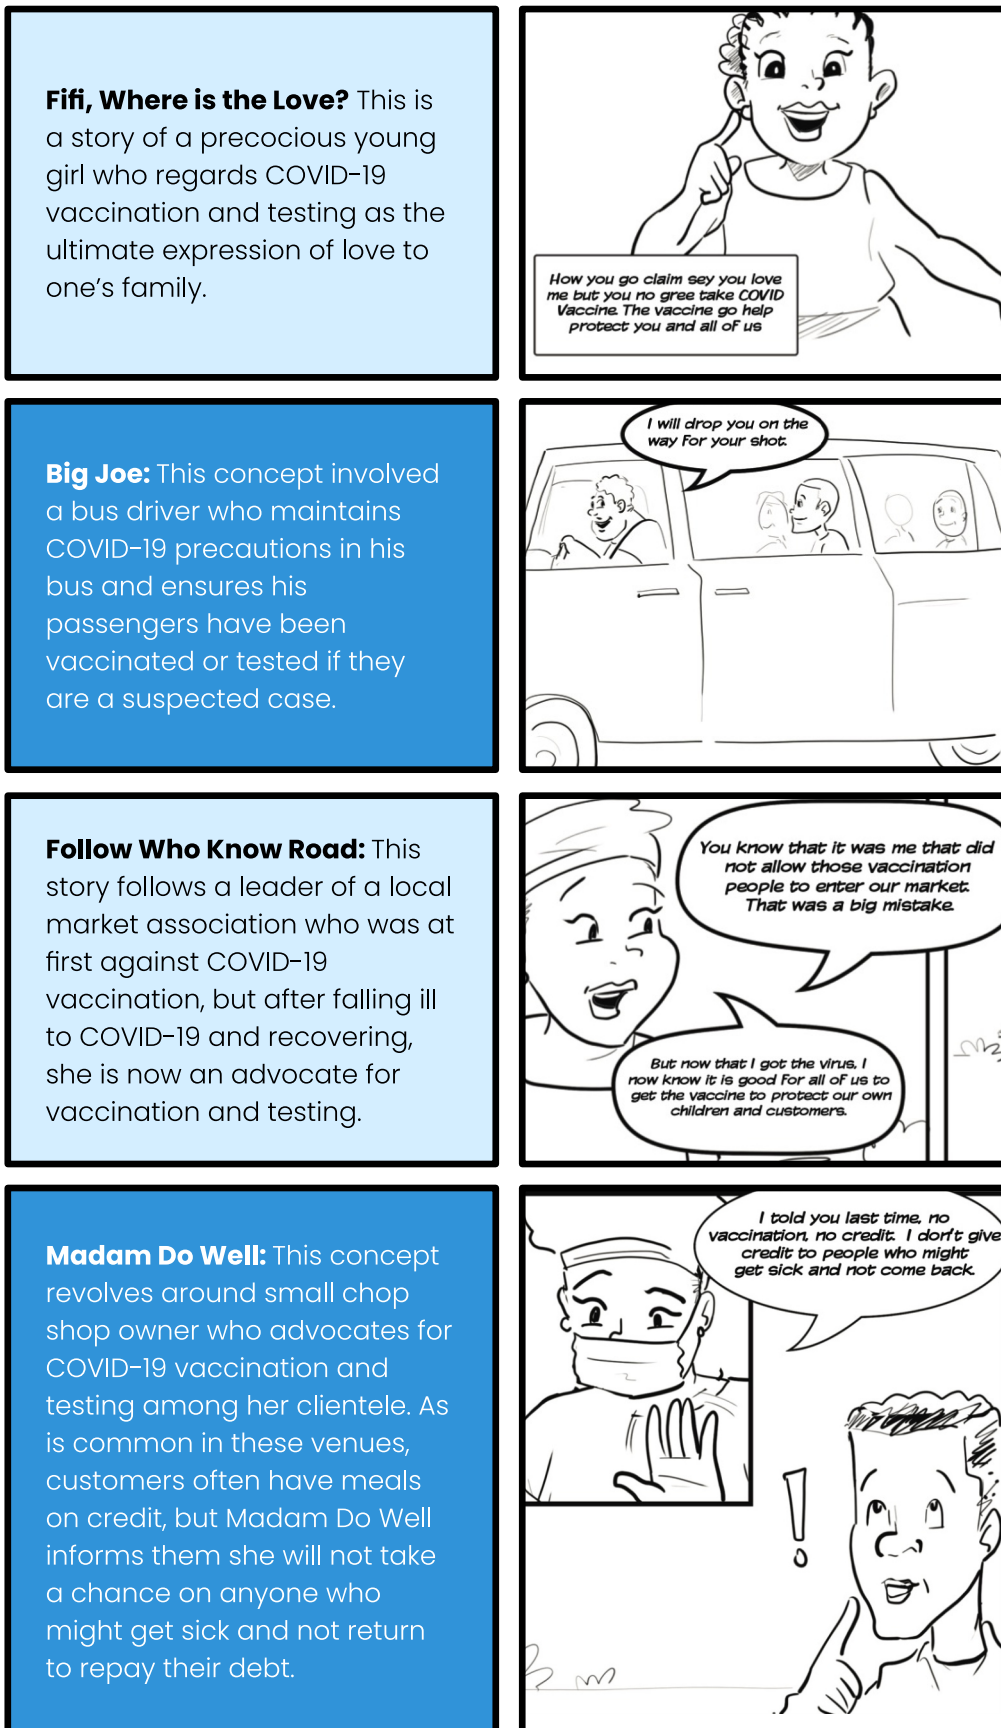 Fifi, Where is the Love? This is
a story of a precocious young
girl who regards COVID-19
vaccination and testing as the
ultimate expression of love to
one's family.
How you go claim sey you love
me but you no gree take COVID
Vaccine. The vaccine go help
protect you and all of us
Big Joe: This concept involved
a bus driver who maintains
COVID-19 precautions in his
bus and ensures his
passengers have been
vaccinated or tested if they
are a suspected case.
I will drop you on the
way for your shot.
Follow Who Know Road: This
story follows a leader of a local
market association who was at
first against COVID-19
vaccination, but after falling ill
to COVID-19 and recovering,
she is now an advocate for
vaccination and testing.
You know that it was me that did
not allow those vaccination
people to enter our market.
That was a big mistake.
But now that I got the virus, I
now know it is good for all of us to
get the vaccine to protect our own
children and customers.
Madam Do Well: This concept
revolves around small chop
shop owner who advocates for
COVID-19 vaccination and
testing among her clientele. As
is common in these venues,
customers often have meals
on credit, but Madam Do Well
informs them she will not take
a chance on anyone who
might get sick and not return
to repay their debt.
I told you last time, no
vaccination, no credit. I don't give
credit to people who might
get sick and not come back.
!